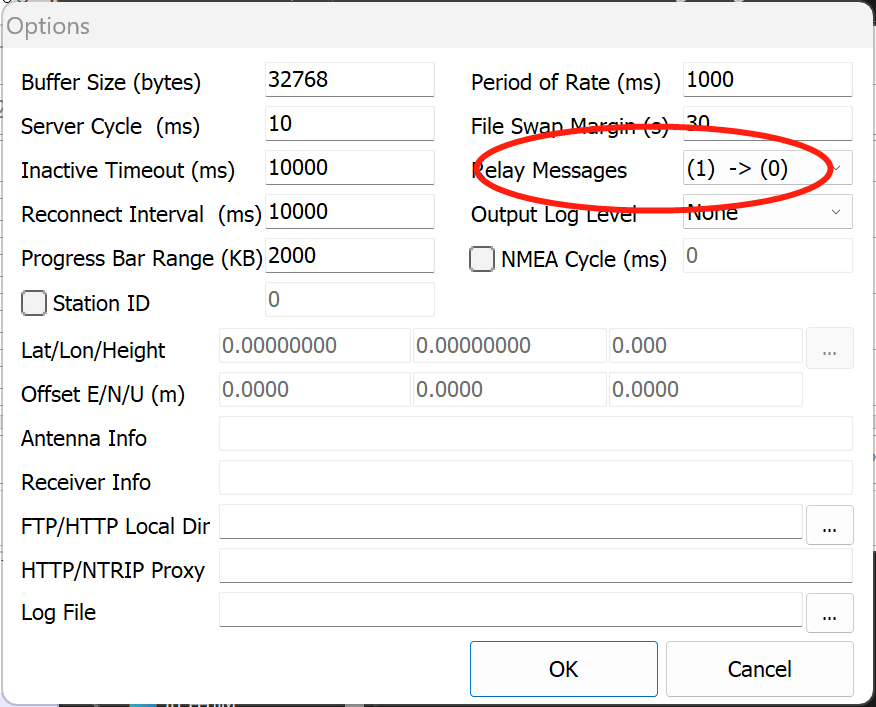 Options
Buffer Size (bytes) 32768 Period of Rate (ms) 1000
Server Cycle (ms) 10 File Swap Margin (s) 30
Inactive Timeout (ms) 10000 Relay Messages (1) -> (0)
Reconnect Interval (ms) 10000 Output Log Level None
Progress Bar Range (KB) 2000 NMEA Cycle (ms) 0
Station ID 0
Lat/Lon/Height 0.00000000 0.00000000 0.000 ...
Offset E/N/U (m) 0.0000 0.0000 0.0000
Antenna Info
Receiver Info
FTP/HTTP Local Dir ...
HTTP/NTRIP Proxy
Log File ...
OK Cancel